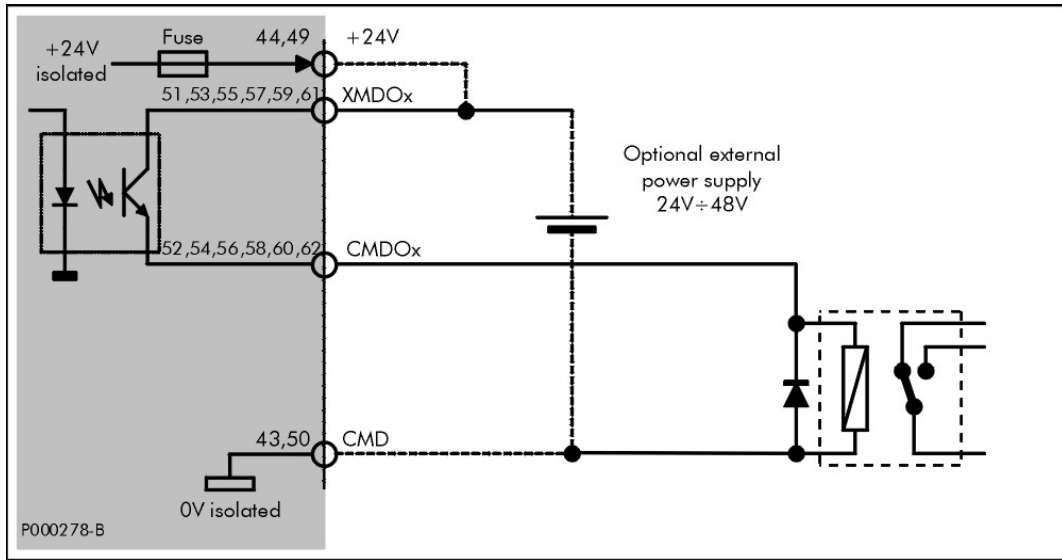 Fuse
44,49
+24V
+24V
isolated
51,53,55,57,59,61
XMDOx
Optional external
power supply
24V÷48V
52,54,56,58,60,62
CMDOx
43,50
CMD
0V isolated
P000278-B